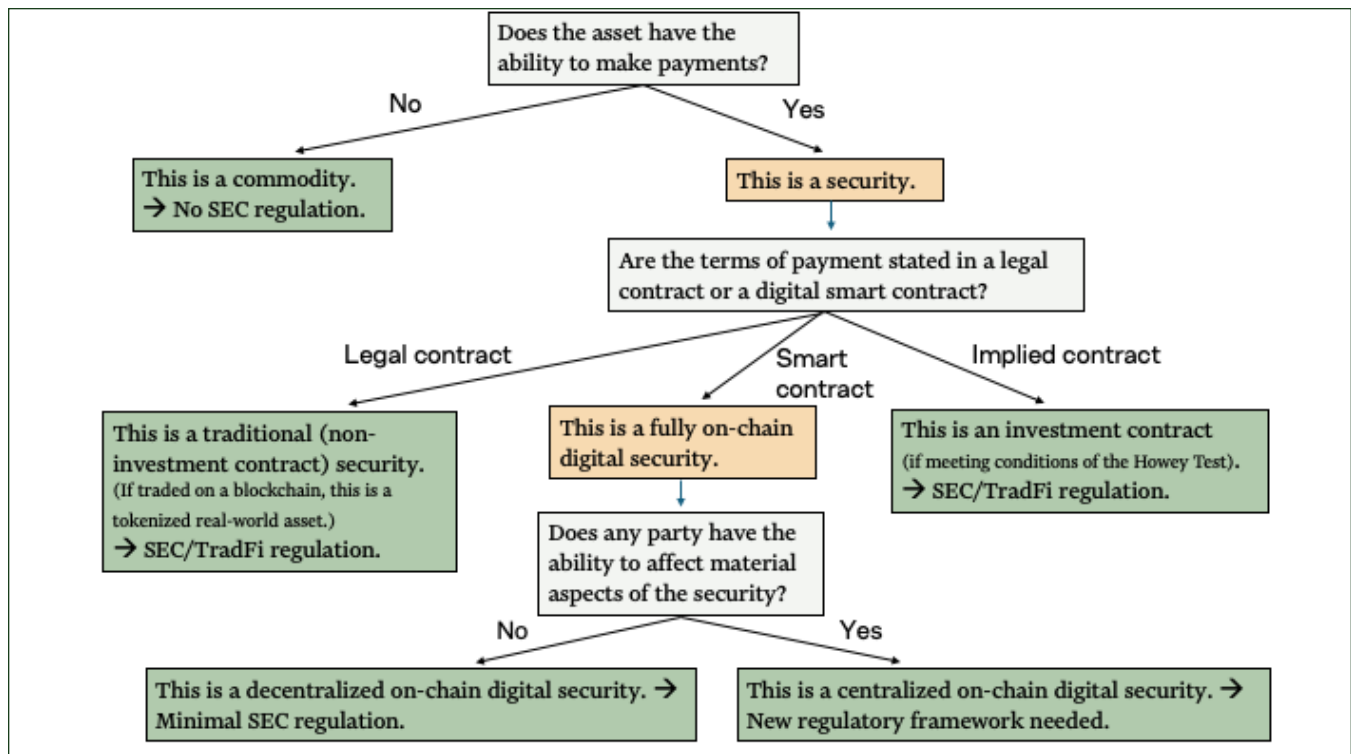 Does the asset have the
ability to make payments?
No
Yes
This is a commodity.
→ No SEC regulation.
This is a security.
Are the terms of payment stated in a legal
contract or a digital smart contract?
Legal contract
Smart
contract
Implied contract
This is a traditional (non-
investment contract) security.
(If traded on a blockchain, this is a
tokenized real-world asset.)
→ SEC/TradFi regulation.
This is a fully on-chain
digital security.
This is an investment contract
(if meeting conditions of the Howey Test).
→ SEC/TradFi regulation.
Does any party have the
ability to affect material
aspects of the security?
No
Yes
This is a decentralized on-chain digital security. →
Minimal SEC regulation.
This is a centralized on-chain digital security. →
New regulatory framework needed.